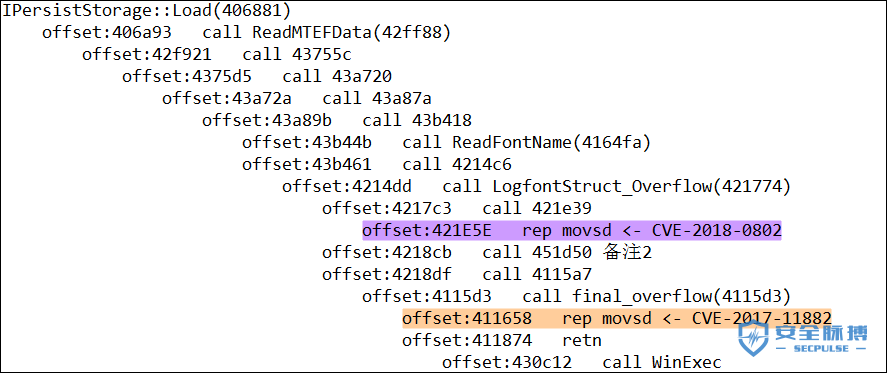 IPersistStorage::Load(406881)
offset:406a93 call ReadMTEFData(42ff88)
offset:42f921 call 43755c
offset:4375d5 call 43a720
offset:43a72a call 43a87a
offset:43a89b call 43b418
offset:43b44b call ReadFontName(4164fa)
offset:43b461 call 4214c6
offset:4214dd call LogfontStruct_Overflow(421774)
offset:4217c3 call 421e39
offset:421E5E rep movsd <- CVE-2018-0802
offset:4218cb call 451d50 备注2
offset:4218df call 4115a7
offset:4115d3 call final_overflow(4115d3)
offset:411658 rep movsd <- CVE-2017-11882
offset:411874 retn
offset:430c12 call WinExec
安全脉搏
SECPULSE